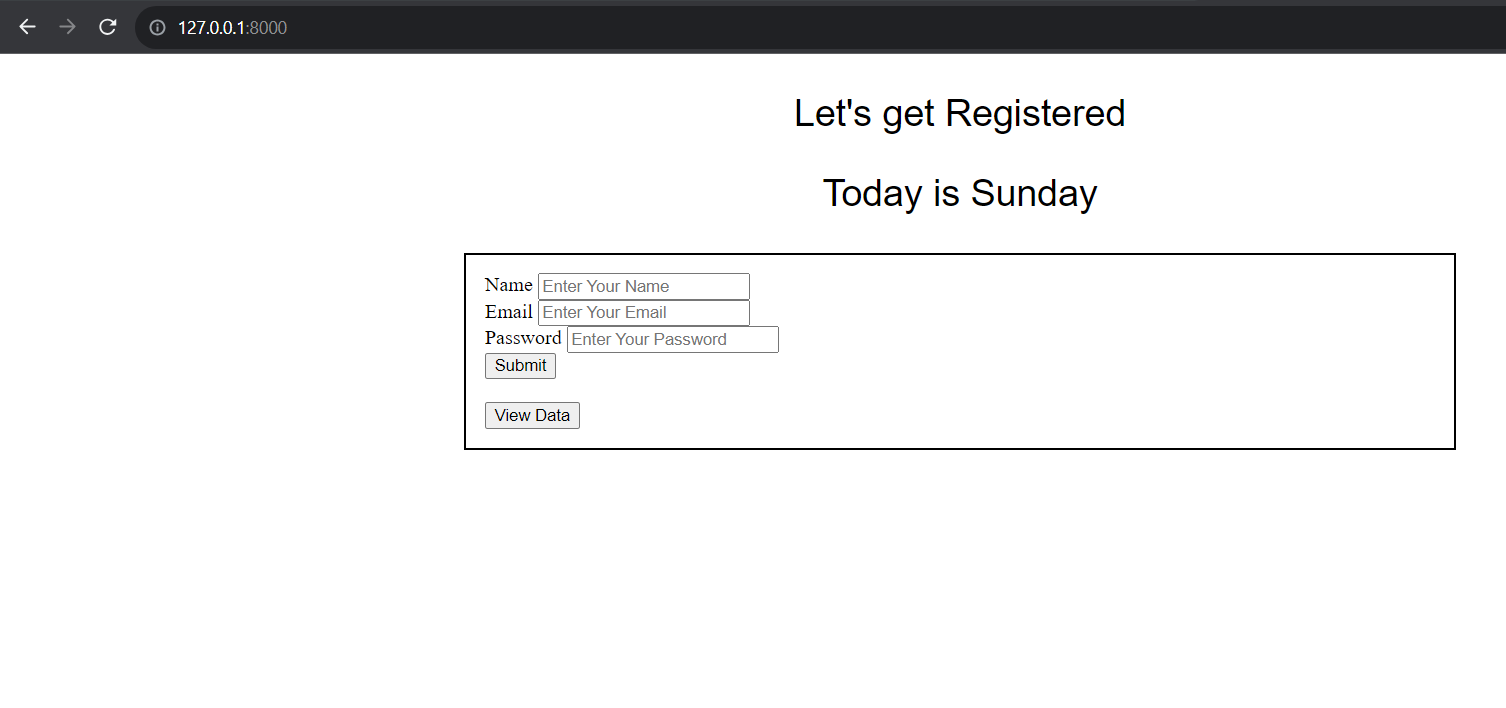 127.0.0.1:8000
Let's get Registered
Today is Sunday
Name Enter Your Name
Email Enter Your Email
Password Enter Your Password
Submit
View Data